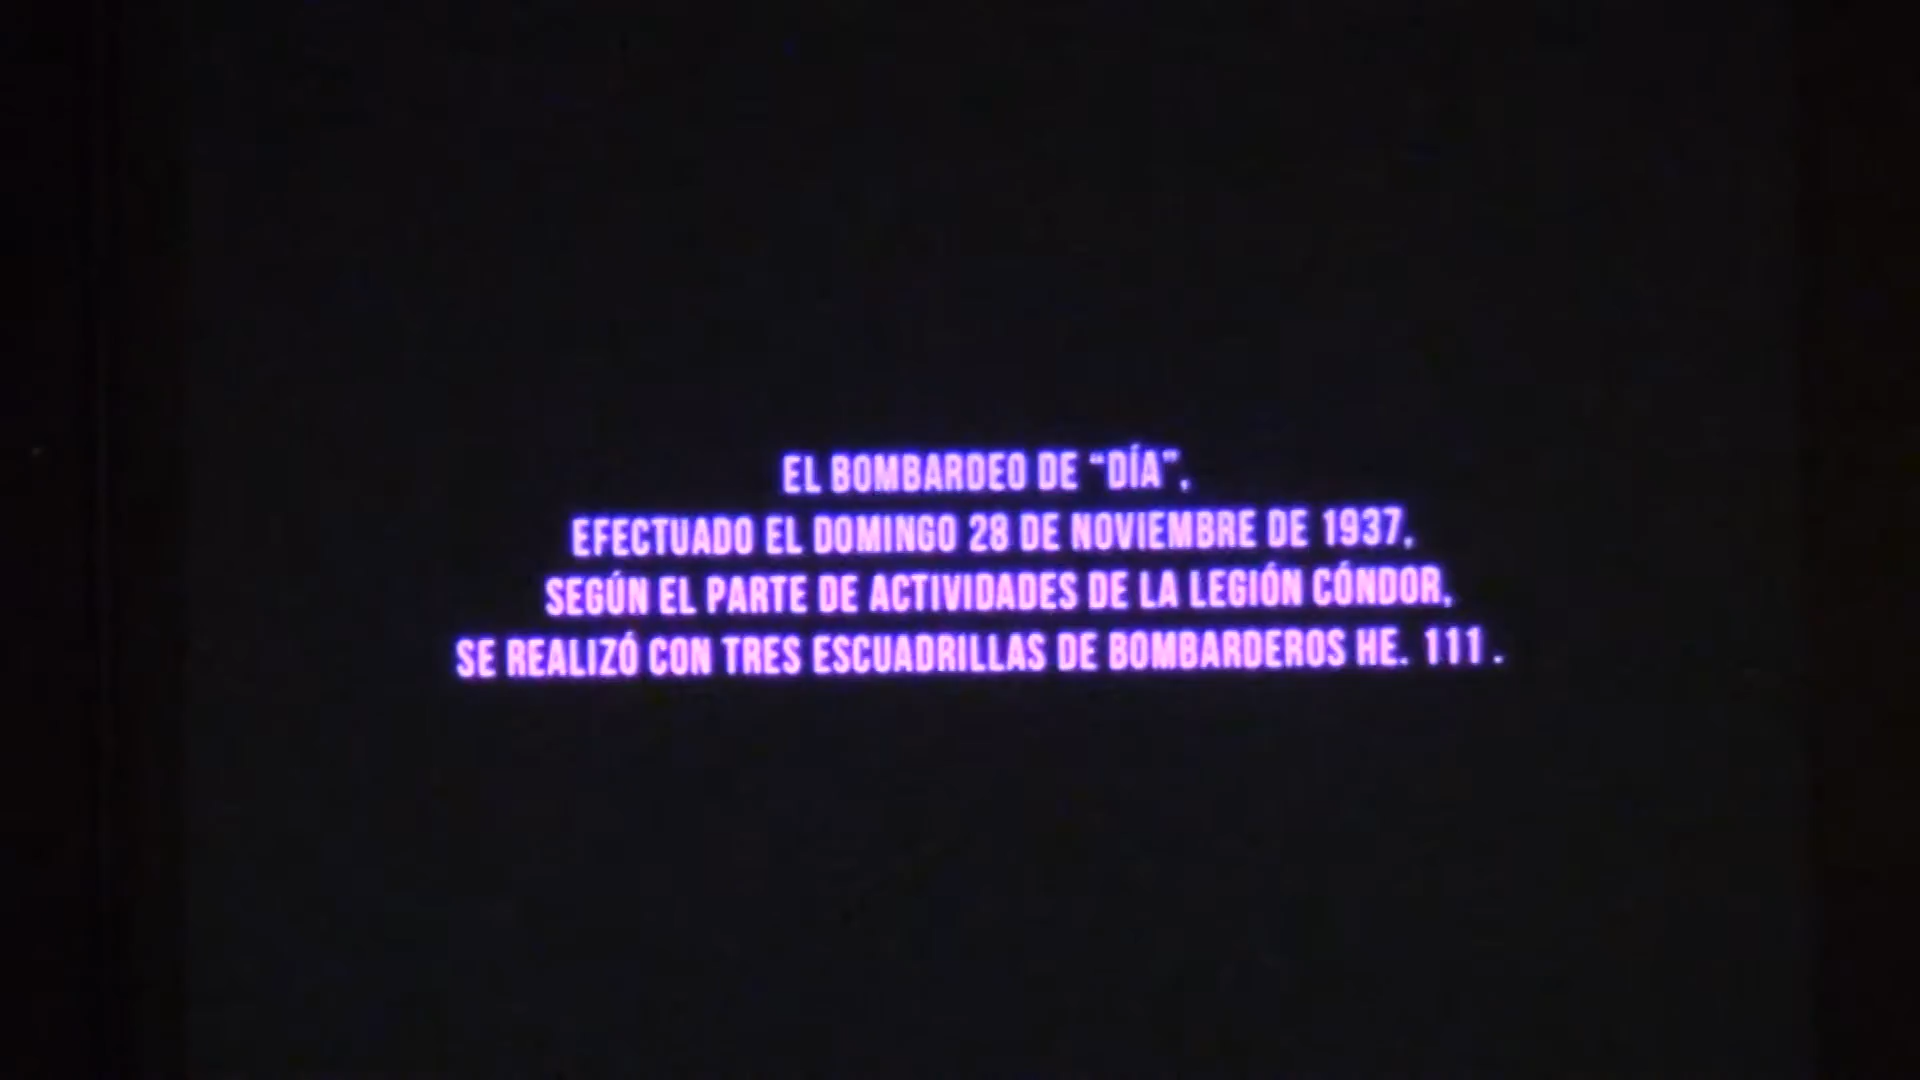 EL BOMBARDEO DE “DÍA”,
EFECTUADO EL DOMINGO 28 DE NOVIEMBRE DE 1937,
SEGÚN EL PARTE DE ACTIVIDADES DE LA LEGIÓN CÓNDOR,
SE REALIZÓ CON TRES ESCUADRILLAS DE BOMBARDEROS HE. 111 .